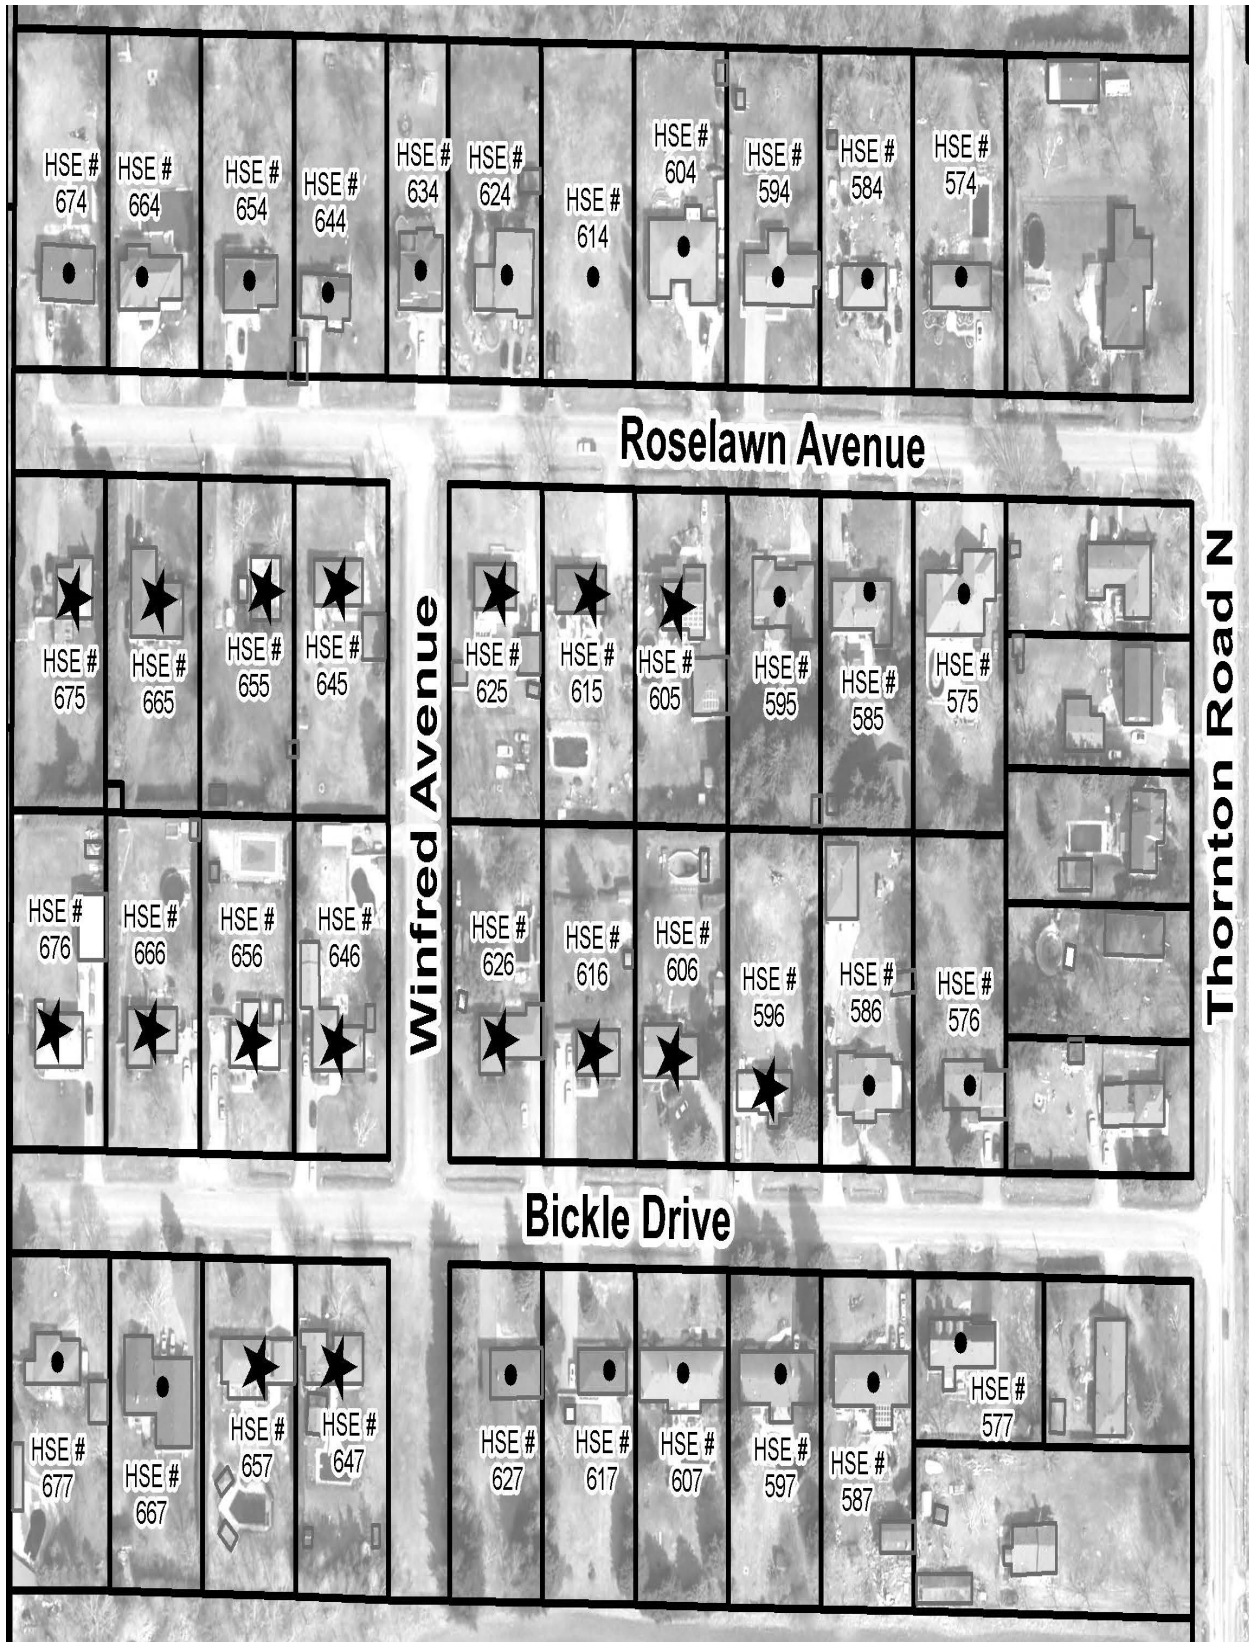 HSE #
674
HSE #
664
HSE #
654
HSE #
644
HSE #
634
HSE #
624
HSE #
614
HSE #
604
HSE #
594
HSE #
584
HSE #
574
Roselawn Avenue
HSE #
675
HSE #
665
HSE #
655
HSE #
645
HSE #
625
HSE #
615
HSE #
605
HSE #
595
HSE #
585
HSE #
575
Winfred Avenue
Thornton Road N
HSE #
676
HSE #
666
HSE #
656
HSE #
646
HSE #
626
HSE #
616
HSE #
606
HSE #
596
HSE #
586
HSE #
576
Bickle Drive
HSE #
677
HSE #
667
HSE #
657
HSE #
647
HSE #
627
HSE #
617
HSE #
607
HSE #
597
HSE #
587
HSE #
577